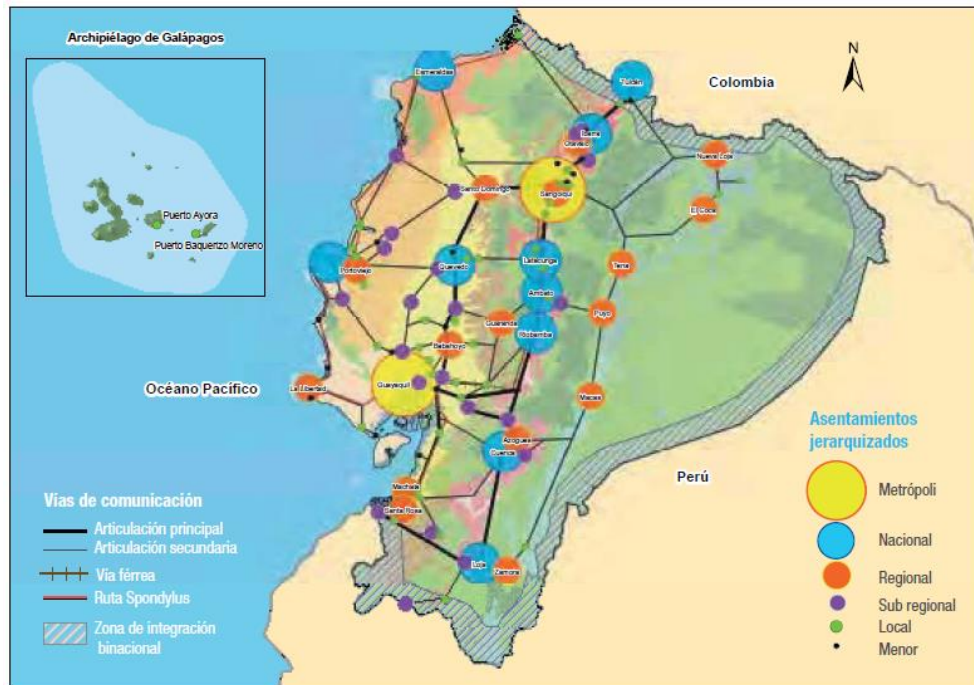 Archipiélago de Galápagos
Puerto Ayora
Puerto Baquerizo Moreno
N
Colombia
Esmeraldas
Tulcán
Ibarra
Otavalo
Nueva Loja
Santo Domingo
Sangolquí
El Coca
Portoviejo
Quevedo
Latacunga
Tena
Ambato
Puyo
Guaranda
Riobamba
Babahoyo
Océano Pacífico
La Libertad
Guayaquil
Macas
Azogues
Cuenca
Perú
Machala
Santa Rosa
Loja
Zamora
Vías de comunicación
Articulación principal
Articulación secundaria
Vía férrea
Ruta Spondylus
Zona de integración
binacional
Asentamientos
jerarquizados
Metrópoli
Nacional
Regional
Sub regional
Local
Menor